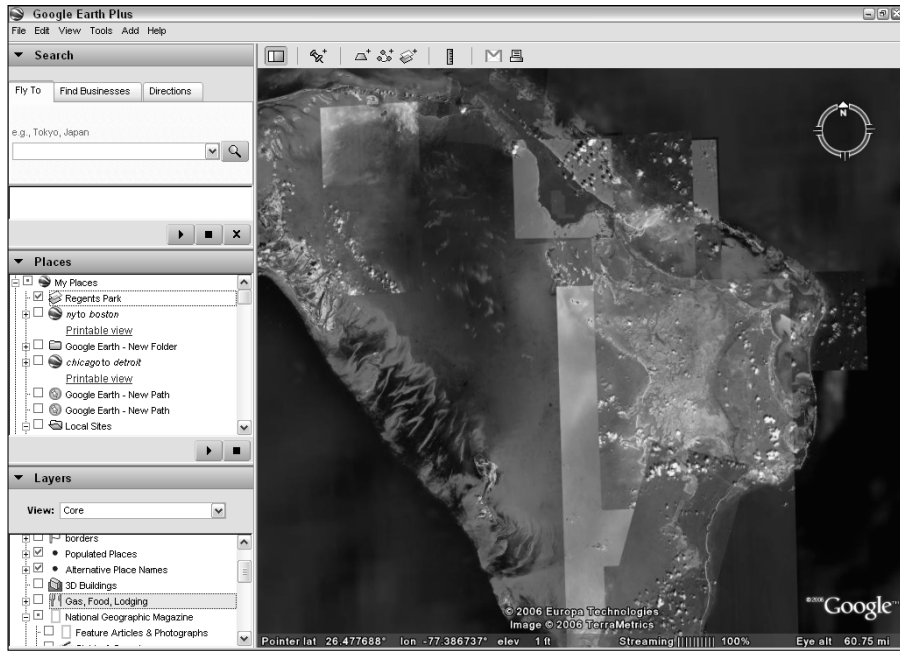 Google Earth Plus
File Edit View Tools Add Help
Search
Fly To Find Businesses Directions
e.g., Tokyo, Japan
N
Places
My Places
Regents Park
ny to boston
Printable view
Google Earth - New Folder
chicago to detroit
Printable view
Google Earth - New Path
Google Earth - New Path
Local Sites
Layers
View: Core
borders
Populated Places
Alternative Place Names
3D Buildings
Gas, Food, Lodging
National Geographic Magazine
Feature Articles & Photographs
© 2006 Europa Technologies
Image © 2006 TerraMetrics
©2006 Google™
Pointer lat 26.477688° lon -77.386737° elev 1 ft Streaming |||||||||| 100% Eye alt 60.75 mi